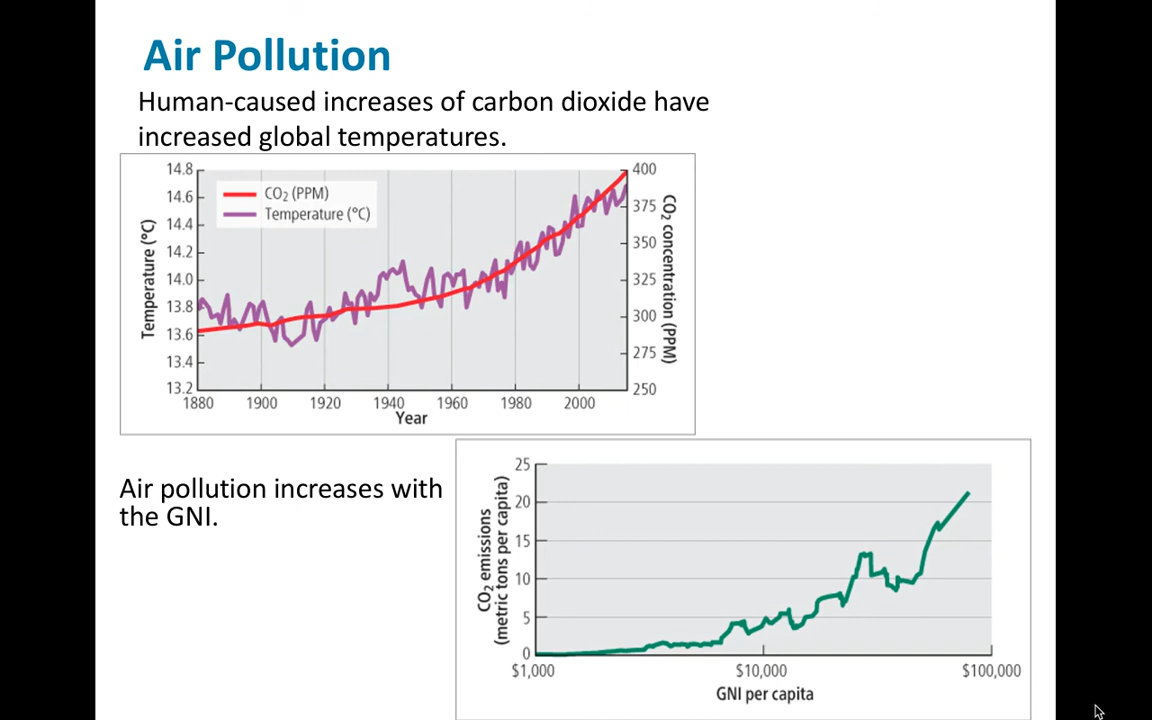 Air Pollution
Human-caused increases of carbon dioxide have
increased global temperatures.
14.8
14.6
14.4
14.2
14.0
13.8
13.6
13.4
13.2
Temperature (°C)
CO₂ (PPM)
Temperature (°C)
400
375
350
325
300
275
250
CO₂ concentration (PPM)
1880 1900 1920 1940 1960 1980 2000
Year
Air pollution increases with
the GNI.
CO₂ emissions
(metric tons per capita)
25
20
15
10
5
0
$1,000 $10,000 $100,000
GNI per capita